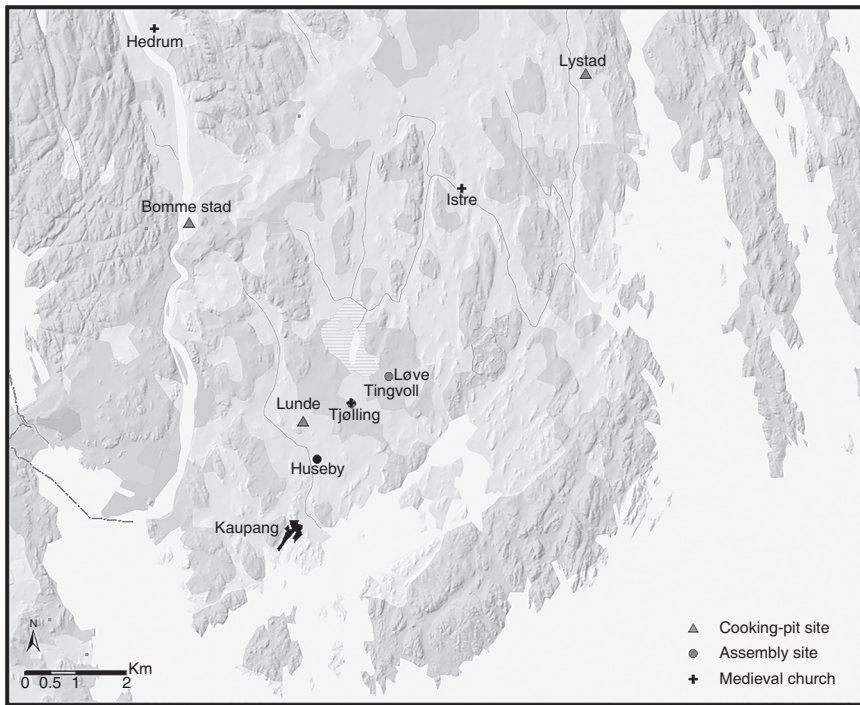 Hedrum
Lystad
Bomme stad
Istre
Løve
Tingvoll
Lunde
Tjølling
Huseby
Kaupang
N
Km
0 0.5 1 2
Cooking-pit site
Assembly site
Medieval church